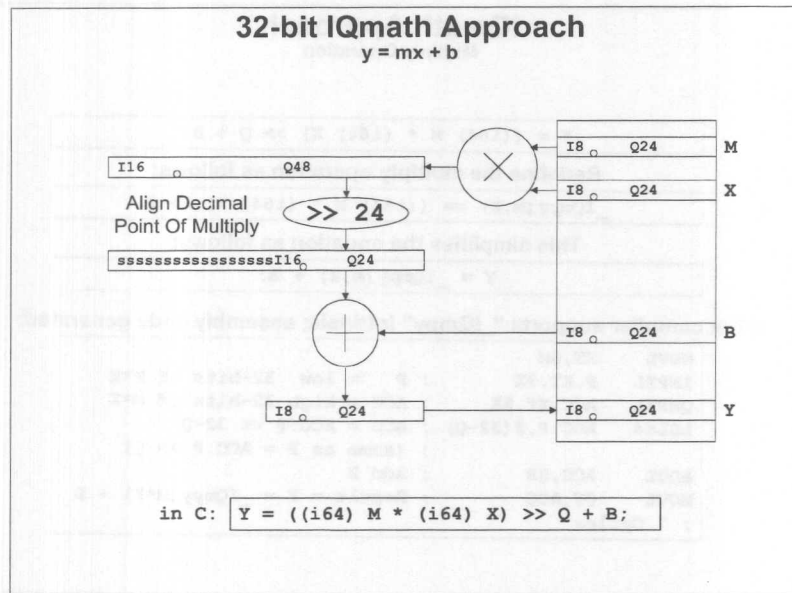 32-bit IQmath Approach
y = mx + b
I8 Q24 M
I16 Q48
I8 Q24 X
Align Decimal
Point Of Multiply
>> 24
sssssssssssssssssI16 Q24
I8 Q24 B
I8 Q24
I8 Q24 Y
in C: Y = ((i64) M * (i64) X) >> Q + B;